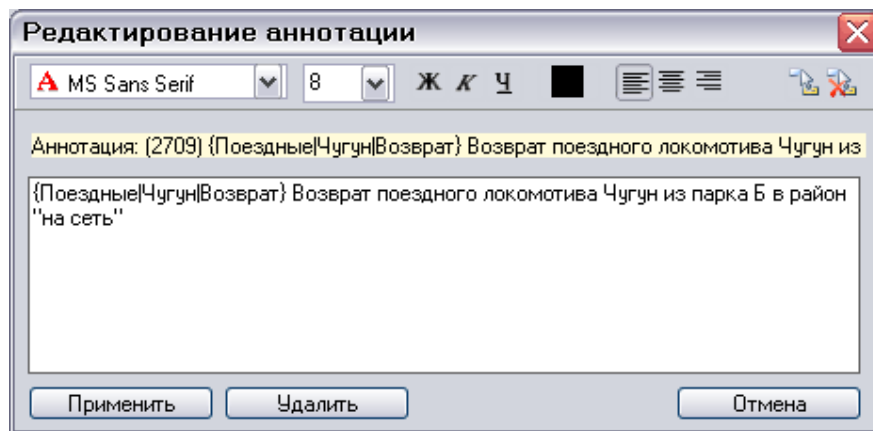 Редактирование аннотации
MS Sans Serif 8 Ж К Ч
Аннотация: (2709) {Поездные|Чугун|Возврат} Возврат поездного локомотива Чугун из
{Поездные|Чугун|Возврат} Возврат поездного локомотива Чугун из парка Б в район
"на сеть"
Применить Удалить Отмена